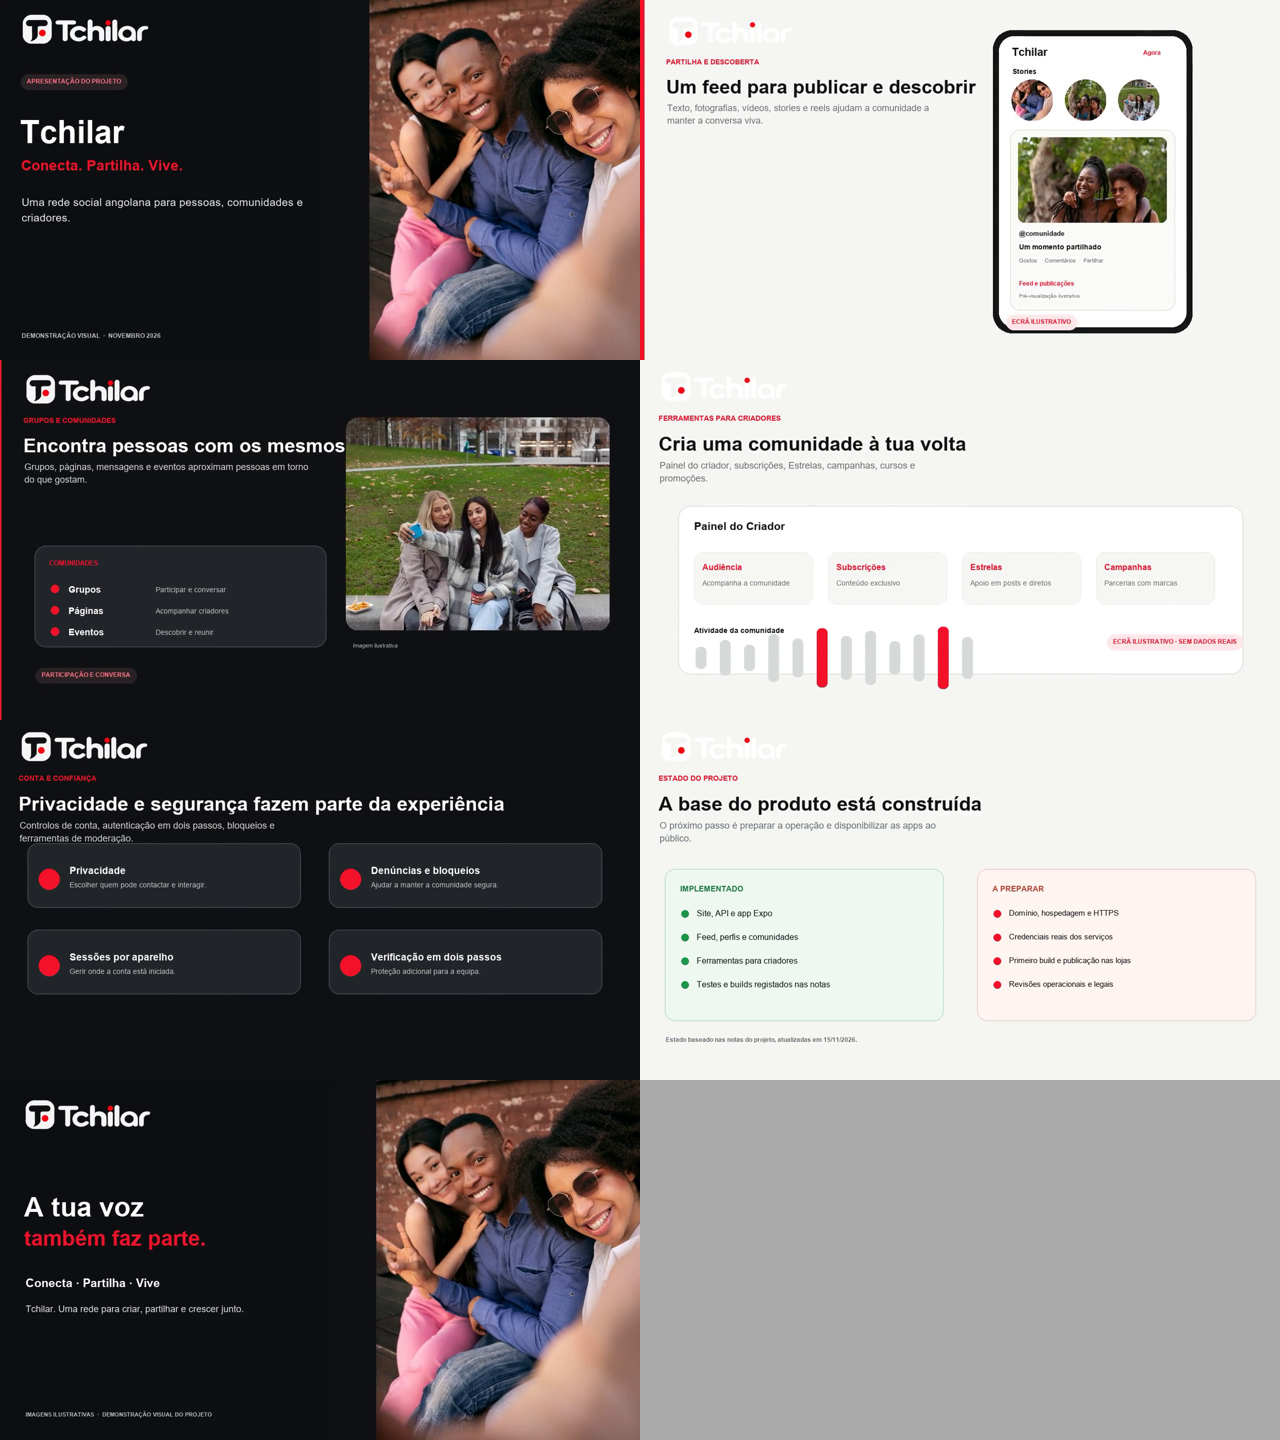 Tchilar
APRESENTAÇÃO DO PROJETO
Tchilar
Conecta. Partilha. Vive.
Uma rede social angolana para pessoas, comunidades e
criadores.
DEMONSTRAÇÃO VISUAL · NOVEMBRO 2026
Tchilar
PARTILHA E DESCOBERTA
Um feed para publicar e descobrir
Texto, fotografias, vídeos, stories e reels ajudam a comunidade a
manter a conversa viva.
Tchilar
Agora
Stories
@comunidade
Um momento partilhado
Gostos Comentários Partilhar
Feed e publicações
Pré-visualização ilustrativa
ECRÃ ILUSTRATIVO
Tchilar
GRUPOS E COMUNIDADES
Encontra pessoas com os mesmos
Grupos, páginas, mensagens e eventos aproximam pessoas em torno
do que gostam.
COMUNIDADES
Grupos Participar e conversar
Páginas Acompanhar criadores
Eventos Descobrir e reunir
PARTICIPAÇÃO E CONVERSA
Imagem ilustrativa
Tchilar
FERRAMENTAS PARA CRIADORES
Cria uma comunidade à tua volta
Painel do criador, subscrições, Estrelas, campanhas, cursos e
promoções.
Painel do Criador
Audiência
Acompanha a comunidade
Subscrições
Conteúdo exclusivo
Estrelas
Apoio em posts e diretos
Campanhas
Parcerias com marcas
Atividade da comunidade
ECRÃ ILUSTRATIVO - SEM DADOS REAIS
Tchilar
CONTA E CONFIANÇA
Privacidade e segurança fazem parte da experiência
Controlos de conta, autenticação em dois passos, bloqueios e
ferramentas de moderação.
Privacidade
Escolher quem pode contactar e interagir.
Denúncias e bloqueios
Ajudar a manter a comunidade segura.
Sessões por aparelho
Gerir onde a conta está iniciada.
Verificação em dois passos
Proteção adicional para a equipa.
Tchilar
ESTADO DO PROJETO
A base do produto está construída
O próximo passo é preparar a operação e disponibilizar as apps ao
público.
IMPLEMENTADO
Site, API e app Expo
Feed, perfis e comunidades
Ferramentas para criadores
Testes e builds registados nas notas
A PREPARAR
Domínio, hospedagem e HTTPS
Credenciais reais dos serviços
Primeiro build e publicação nas lojas
Revisões operacionais e legais
Estado baseado nas notas do projeto, atualizadas em 15/11/2026.
Tchilar
A tua voz
também faz parte.
Conecta · Partilha · Vive
Tchilar. Uma rede para criar, partilhar e crescer junto.
IMAGENS ILUSTRATIVAS · DEMONSTRAÇÃO VISUAL DO PROJETO